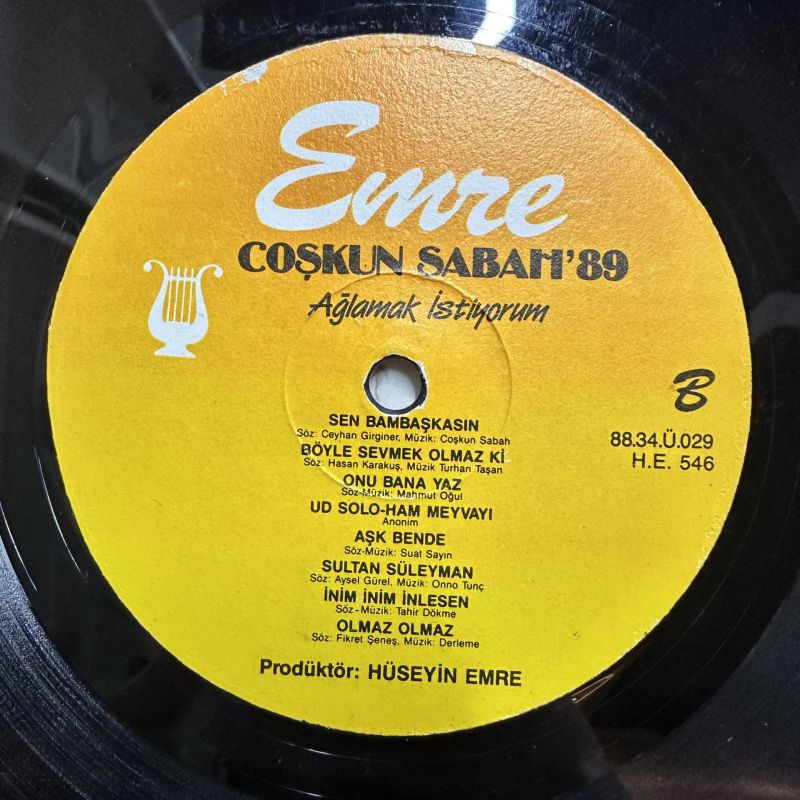 Emre
COŞKUN SABAH'89
Ağlamak İstiyorum
B
88.34.Ü.029
H.E. 546
SEN BAMBAŞKASIN
Söz: Ceyhan Girginer, Müzik: Coşkun Sabah
BÖYLE SEVMEK OLMAZ Kİ
Söz: Hasan Karakuş, Müzik Turhan Taşan
ONU BANA YAZ
Söz-Müzik: Mahmut Oğul
UD SOLO-HAM MEYVAYI
Anonim
AŞK BENDE
Söz-Müzik: Suat Sayın
SULTAN SÜLEYMAN
Söz: Aysel Gürel, Müzik: Onno Tunç
İNİM İNİM İNLESEN
Söz-Müzik: Tahir Dökme
OLMAZ OLMAZ
Söz: Fikret Şeneş, Müzik: Derleme
Prodüktör: HÜSEYİN EMRE